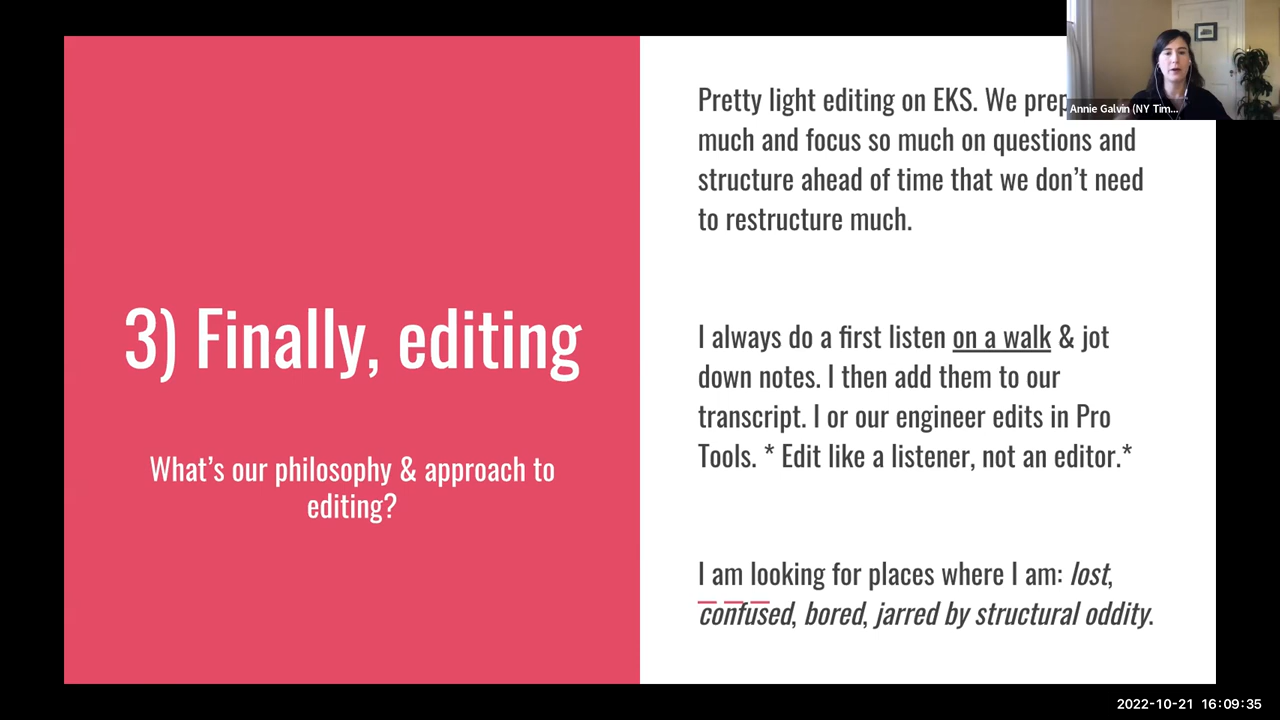 3) Finally, editing
What's our philosophy & approach to
editing?
Pretty light editing on EKS. We
much and focus so much on questions and
structure ahead of time that we don't need
to restructure much.
I always do a first listen on a walk & jot
down notes. I then add them to our
transcript. I or our engineer edits in Pro
Tools. * Edit like a listener, not an editor.*
I am looking for places where I am: lost,
confused, bored, jarred by structural oddity.
Annie Galvin (NY Tim...
2022-10-21 16:09:35